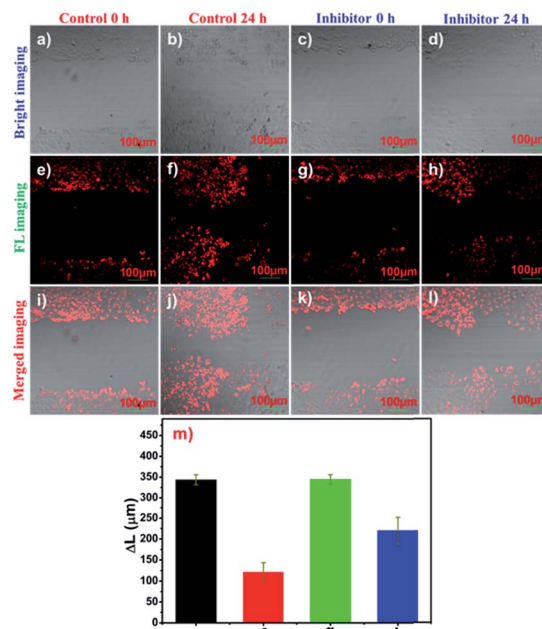 Control 0 h Control 24 h Inhibitor 0 h Inhibitor 24 h
Bright imaging
a) b) c) d)
100μm 100μm 100μm 100μm
FL imaging
e) f) g) h)
100μm 100μm 100μm 100μm
Merged imaging
i) j) k) l)
100μm 100μm 100μm 100μm
m)
ΔL (μm)
450
400
350
300
250
200
150
100
50
0